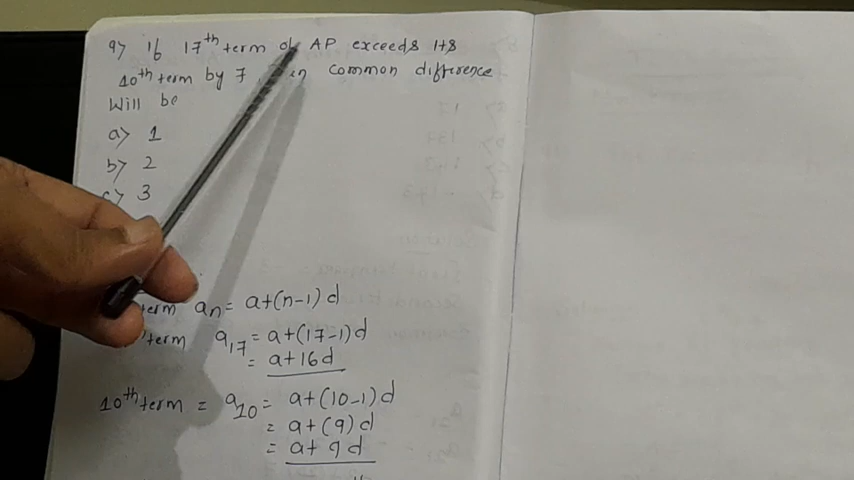 9> if 17th term of AP exceeds its
10th term by 7, common difference
Will be
a> 1
b> 2
c> 3
term an = a+(n-1)d
term a17 = a+(17-1)d
= a+16d
10th term = a10 = a+(10-1)d
= a+(9)d
= a+9d